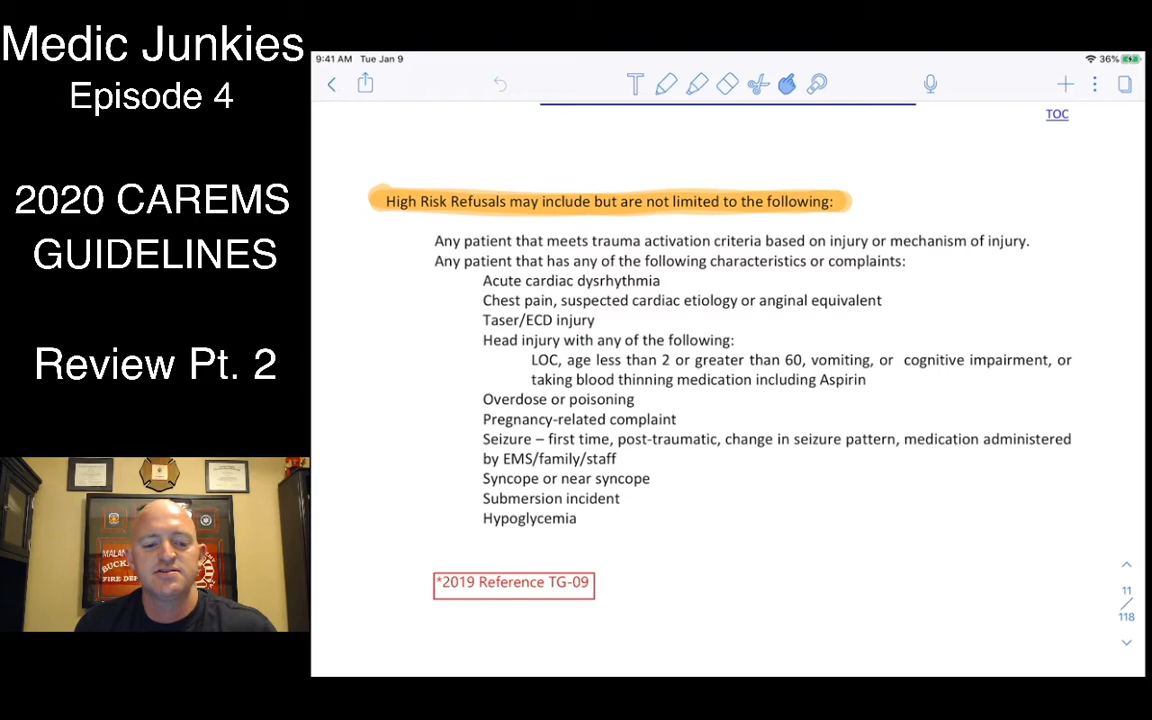 Medic Junkies
Episode 4
2020 CAREMS
GUIDELINES
Review Pt. 2
9:41 AM Tue Jan 9
36%
T
TOC
High Risk Refusals may include but are not limited to the following:
Any patient that meets trauma activation criteria based on injury or mechanism of injury.
Any patient that has any of the following characteristics or complaints:
Acute cardiac dysrhythmia
Chest pain, suspected cardiac etiology or anginal equivalent
Taser/ECD injury
Head injury with any of the following:
LOC, age less than 2 or greater than 60, vomiting, or cognitive impairment, or
taking blood thinning medication including Aspirin
Overdose or poisoning
Pregnancy-related complaint
Seizure – first time, post-traumatic, change in seizure pattern, medication administered
by EMS/family/staff
Syncope or near syncope
Submersion incident
Hypoglycemia
*2019 Reference TG-09
11
/
118